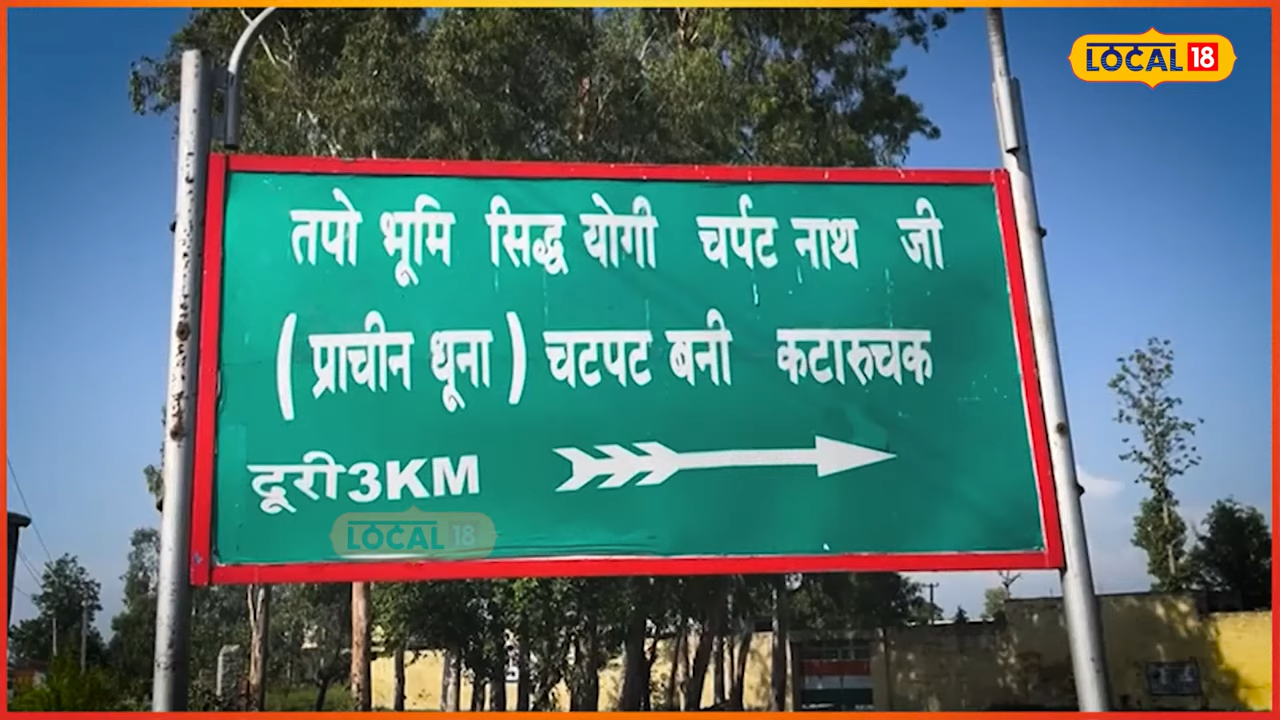 LOCAL 18
तपो भूमि सिद्ध योगी चर्पट नाथ जी
( प्राचीन धूना ) चटपट बनी कटारुचक
दूरी 3KM
LOCAL 18